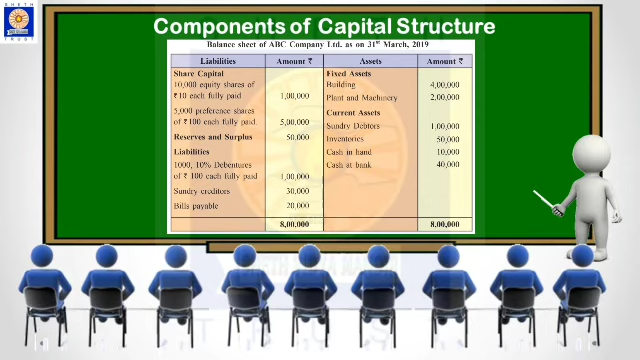 SHETH
TRUST
Components of Capital Structure
Balance sheet of ABC Company Ltd. as on 31st March, 2019
Liabilities Amount ₹ Assets Amount ₹
Share Capital Fixed Assets
10,000 equity shares of Building 4,00,000
₹10 each fully paid 1,00,000 Plant and Machinery 2,00,000
5,000 preference shares Current Assets
of ₹100 each fully paid. 5,00,000 Sundry Debtors 1,00,000
Reserves and Surplus 50,000 Inventories 50,000
Liabilities Cash in hand 10,000
1000, 10% Debentures Cash at bank 40,000
of ₹ 100 each fully paid 1,00,000
Sundry creditors 30,000
Bills payable 20,000
8,00,000 8,00,000